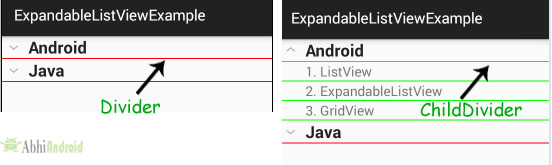 ExpandableListViewExample
Android
Java
Divider
AbhiAndroid
ExpandableListViewExample
Android
1. ListView
2. ExpandableListView
3. GridView
ChildDivider
Java